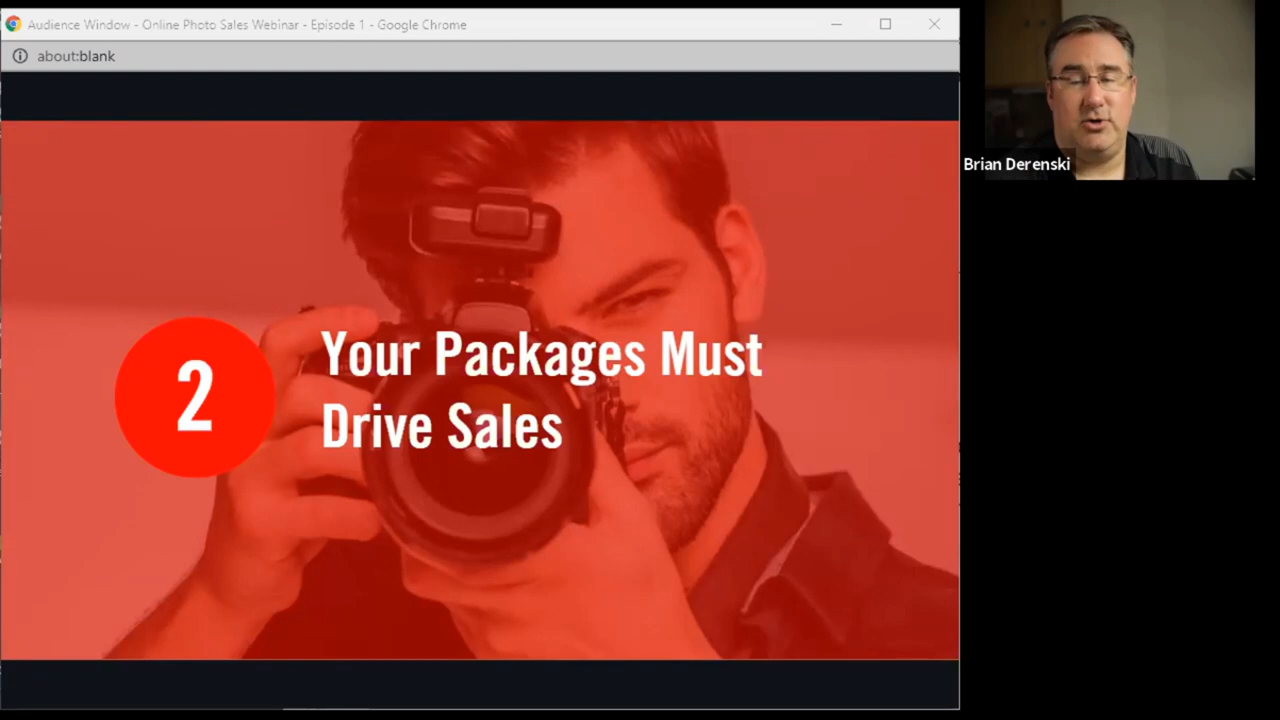 Audience Window - Online Photo Sales Webinar - Episode 1 - Google Chrome
about:blank
Brian Derenski
2
Your Packages Must
Drive Sales